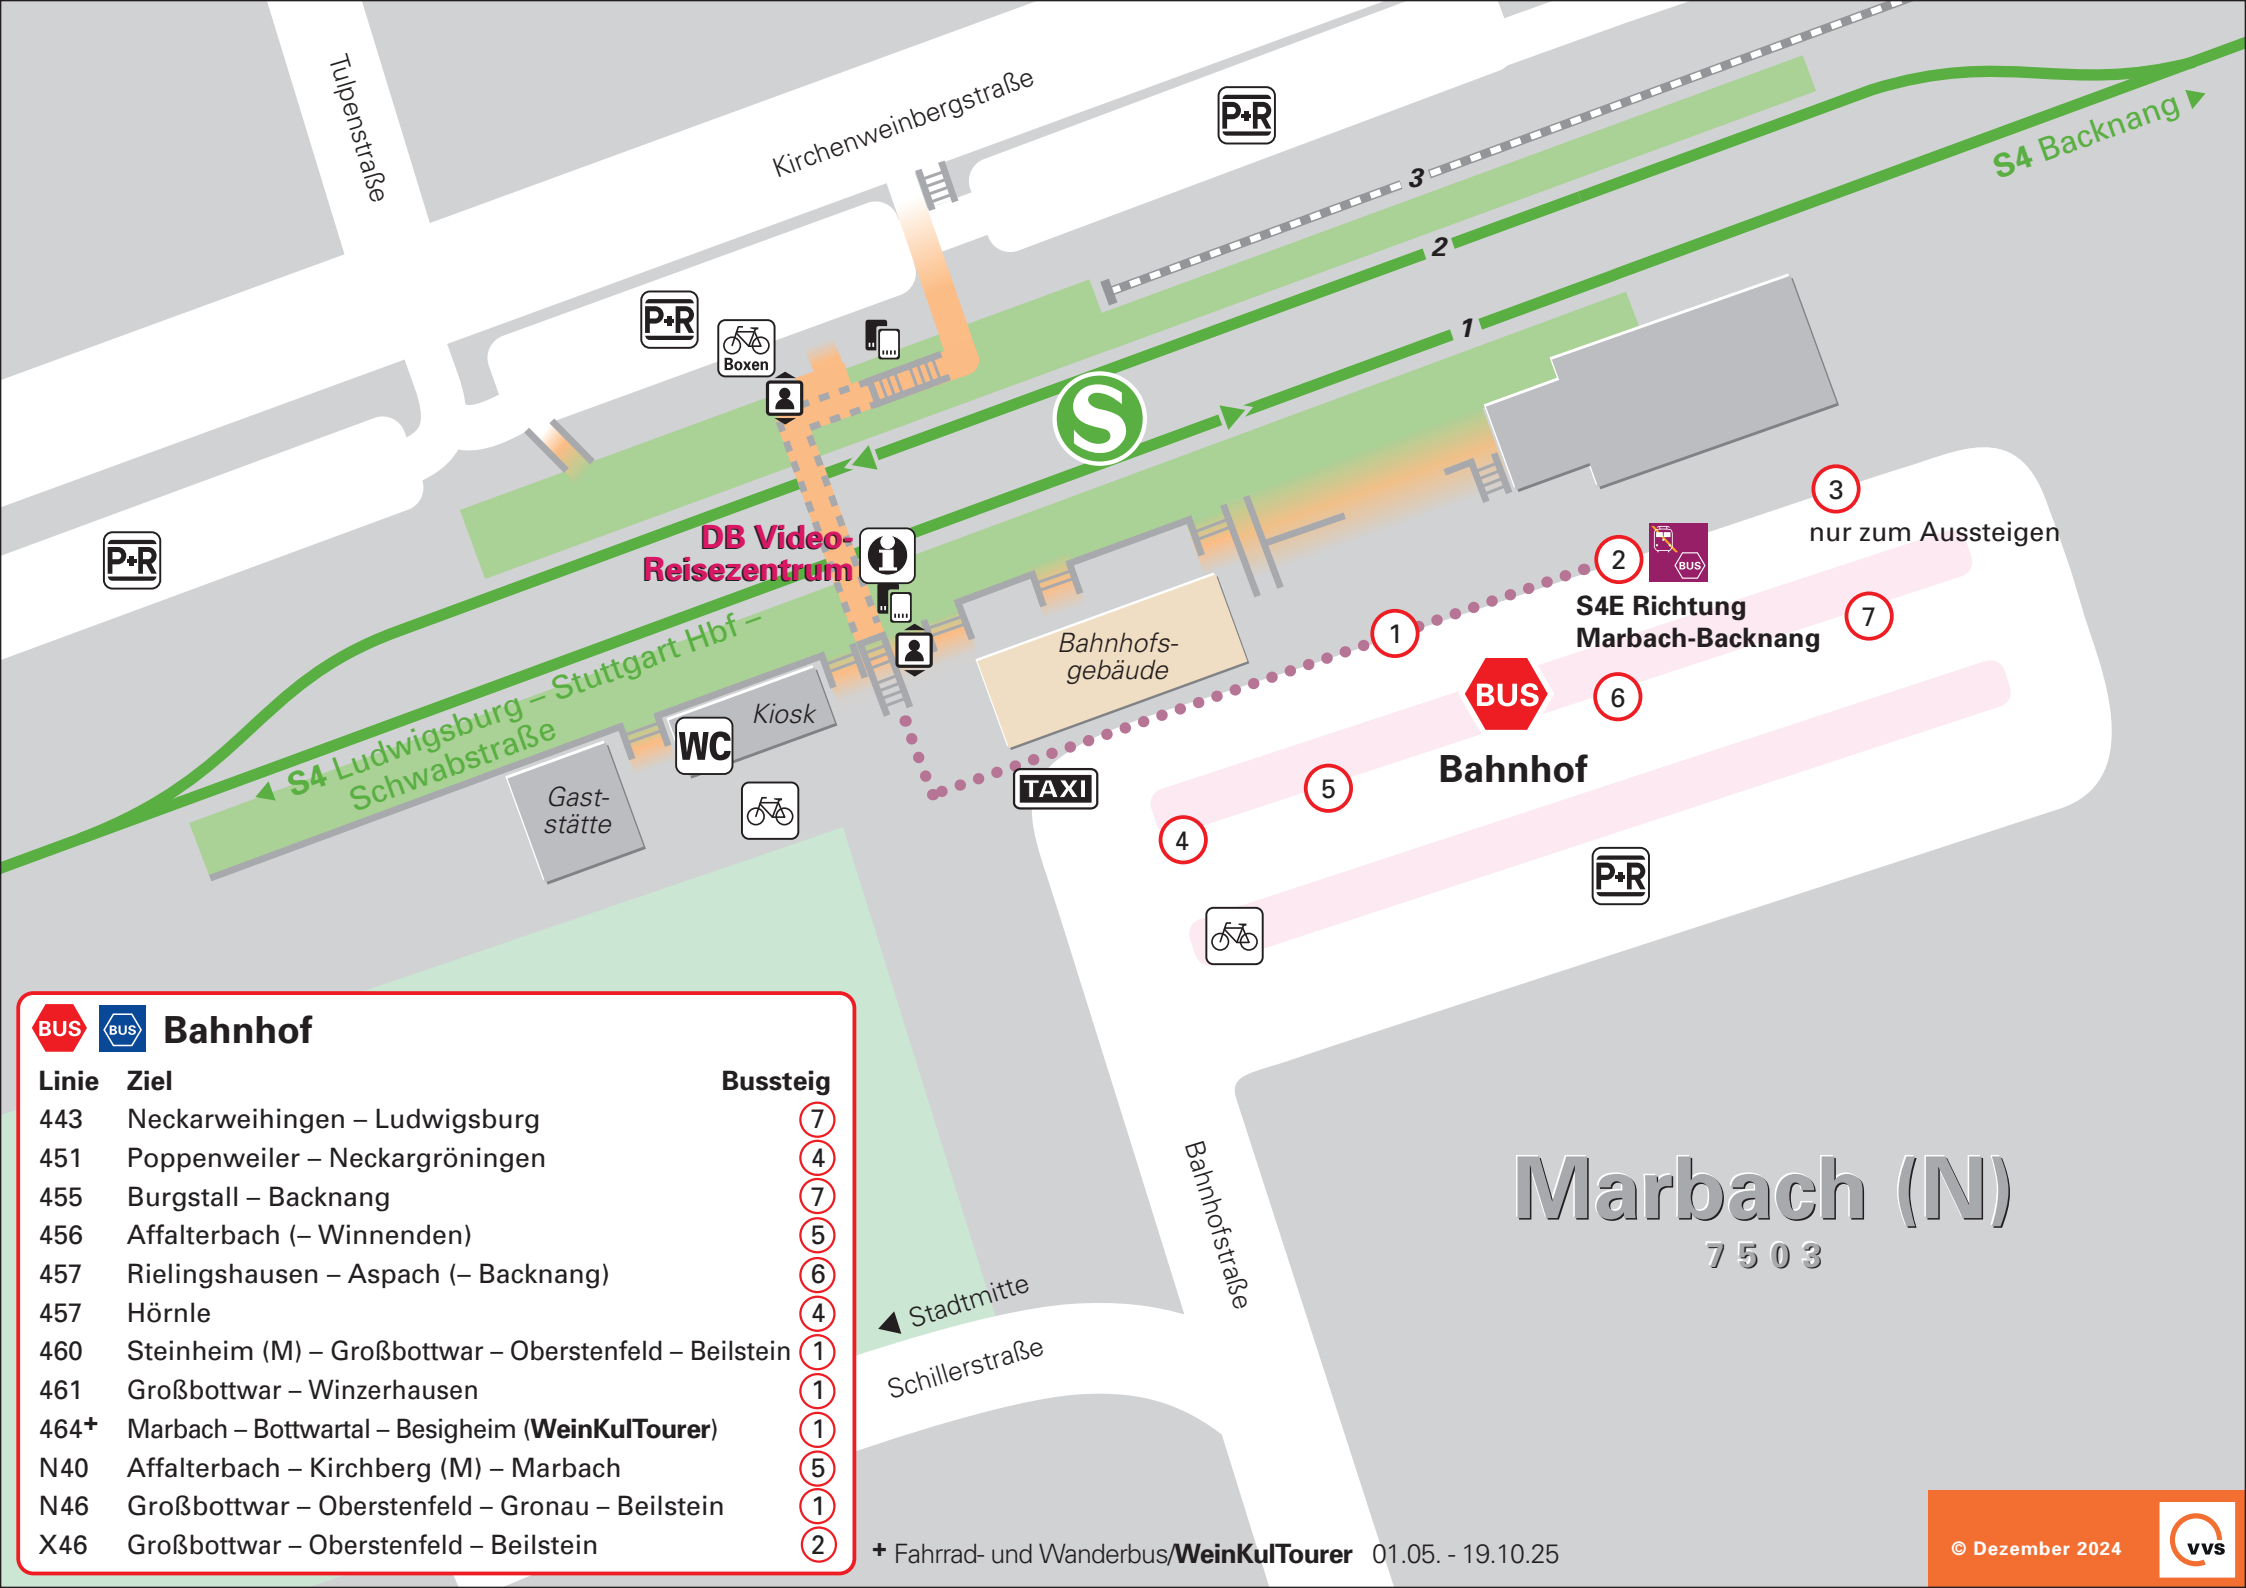 Tulpenstraße
Kirchenweinbergstraße
P+R
3
S4 Backnang
2
P+R
Boxen
1
S
P+R
DB Video-
Reisezentrum
i
3
nur zum Aussteigen
2
BUS
S4E Richtung
Marbach-Backnang
1
7
Bahnhofs-
gebäude
S4 Ludwigsburg – Stuttgart Hbf –
Schwabstraße
Kiosk
WC
BUS
6
Bahnhof
Gast-
stätte
TAXI
5
4
P+R
BUS BUS Bahnhof
Linie Ziel Bussteig
443 Neckarweihingen – Ludwigsburg 7
451 Poppenweiler – Neckargröningen 4
455 Burgstall – Backnang 7
456 Affalterbach (– Winnenden) 5
457 Rielingshausen – Aspach (– Backnang) 6
457 Hörnle 4
460 Steinheim (M) – Großbottwar – Oberstenfeld – Beilstein 1
461 Großbottwar – Winzerhausen 1
464+ Marbach – Bottwartal – Besigheim (WeinKulTourer) 1
N40 Affalterbach – Kirchberg (M) – Marbach 5
N46 Großbottwar – Oberstenfeld – Gronau – Beilstein 1
X46 Großbottwar – Oberstenfeld – Beilstein 2
Bahnhofstraße
Marbach (N)
7503
Stadtmitte
Schillerstraße
+ Fahrrad- und Wanderbus/WeinKulTourer 01.05. - 19.10.25
© Dezember 2024
vvs